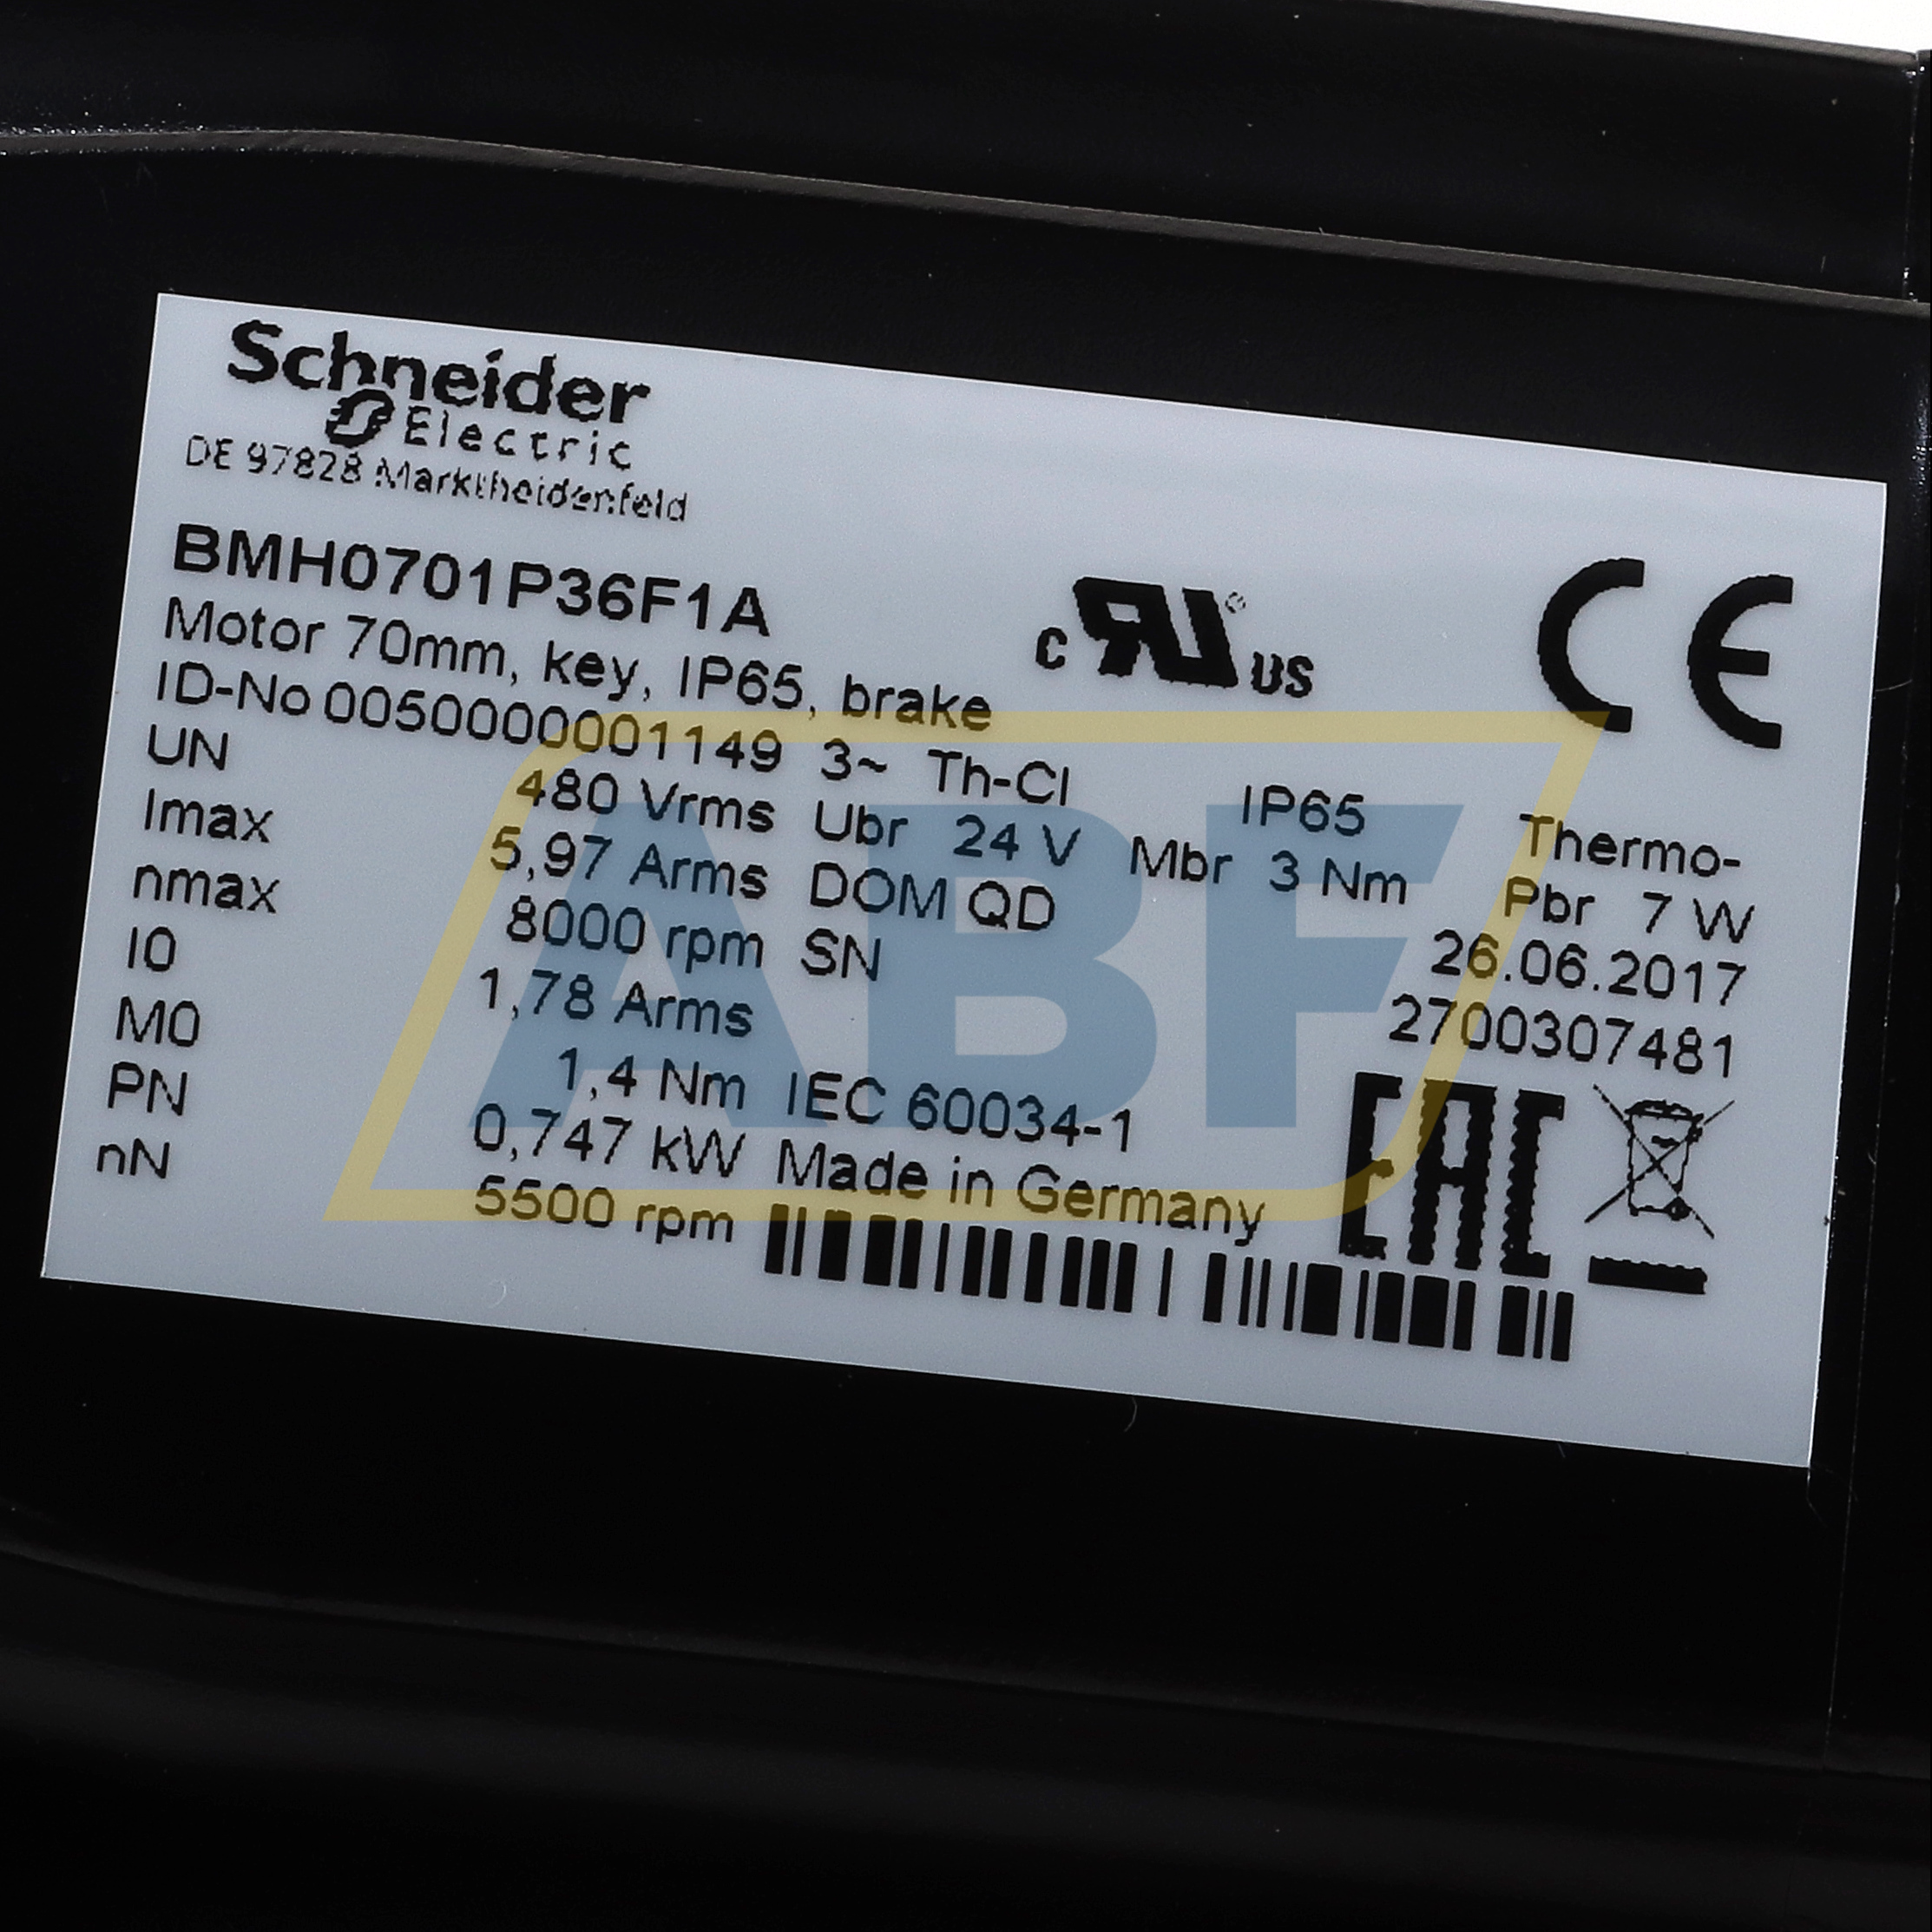 Schneider
Electric
DE 97828 Marktheidenfeld
BMH0701P36F1A
Motor 70mm, key, IP65, brake
c RU ® US
CE
ID-No 0050000001149 3~ Th-Cl IP65 Thermo-
UN 480 Vrms Ubr 24 V Mbr 3 Nm Pbr 7 W
Imax 5,97 Arms DOM QD 26.06.2017
nmax 8000 rpm SN 2700307481
I0 1,78 Arms
M0 1,4 Nm IEC 60034-1
PN 0,747 kW Made in Germany
nN 5500 rpm
EAC
ABF